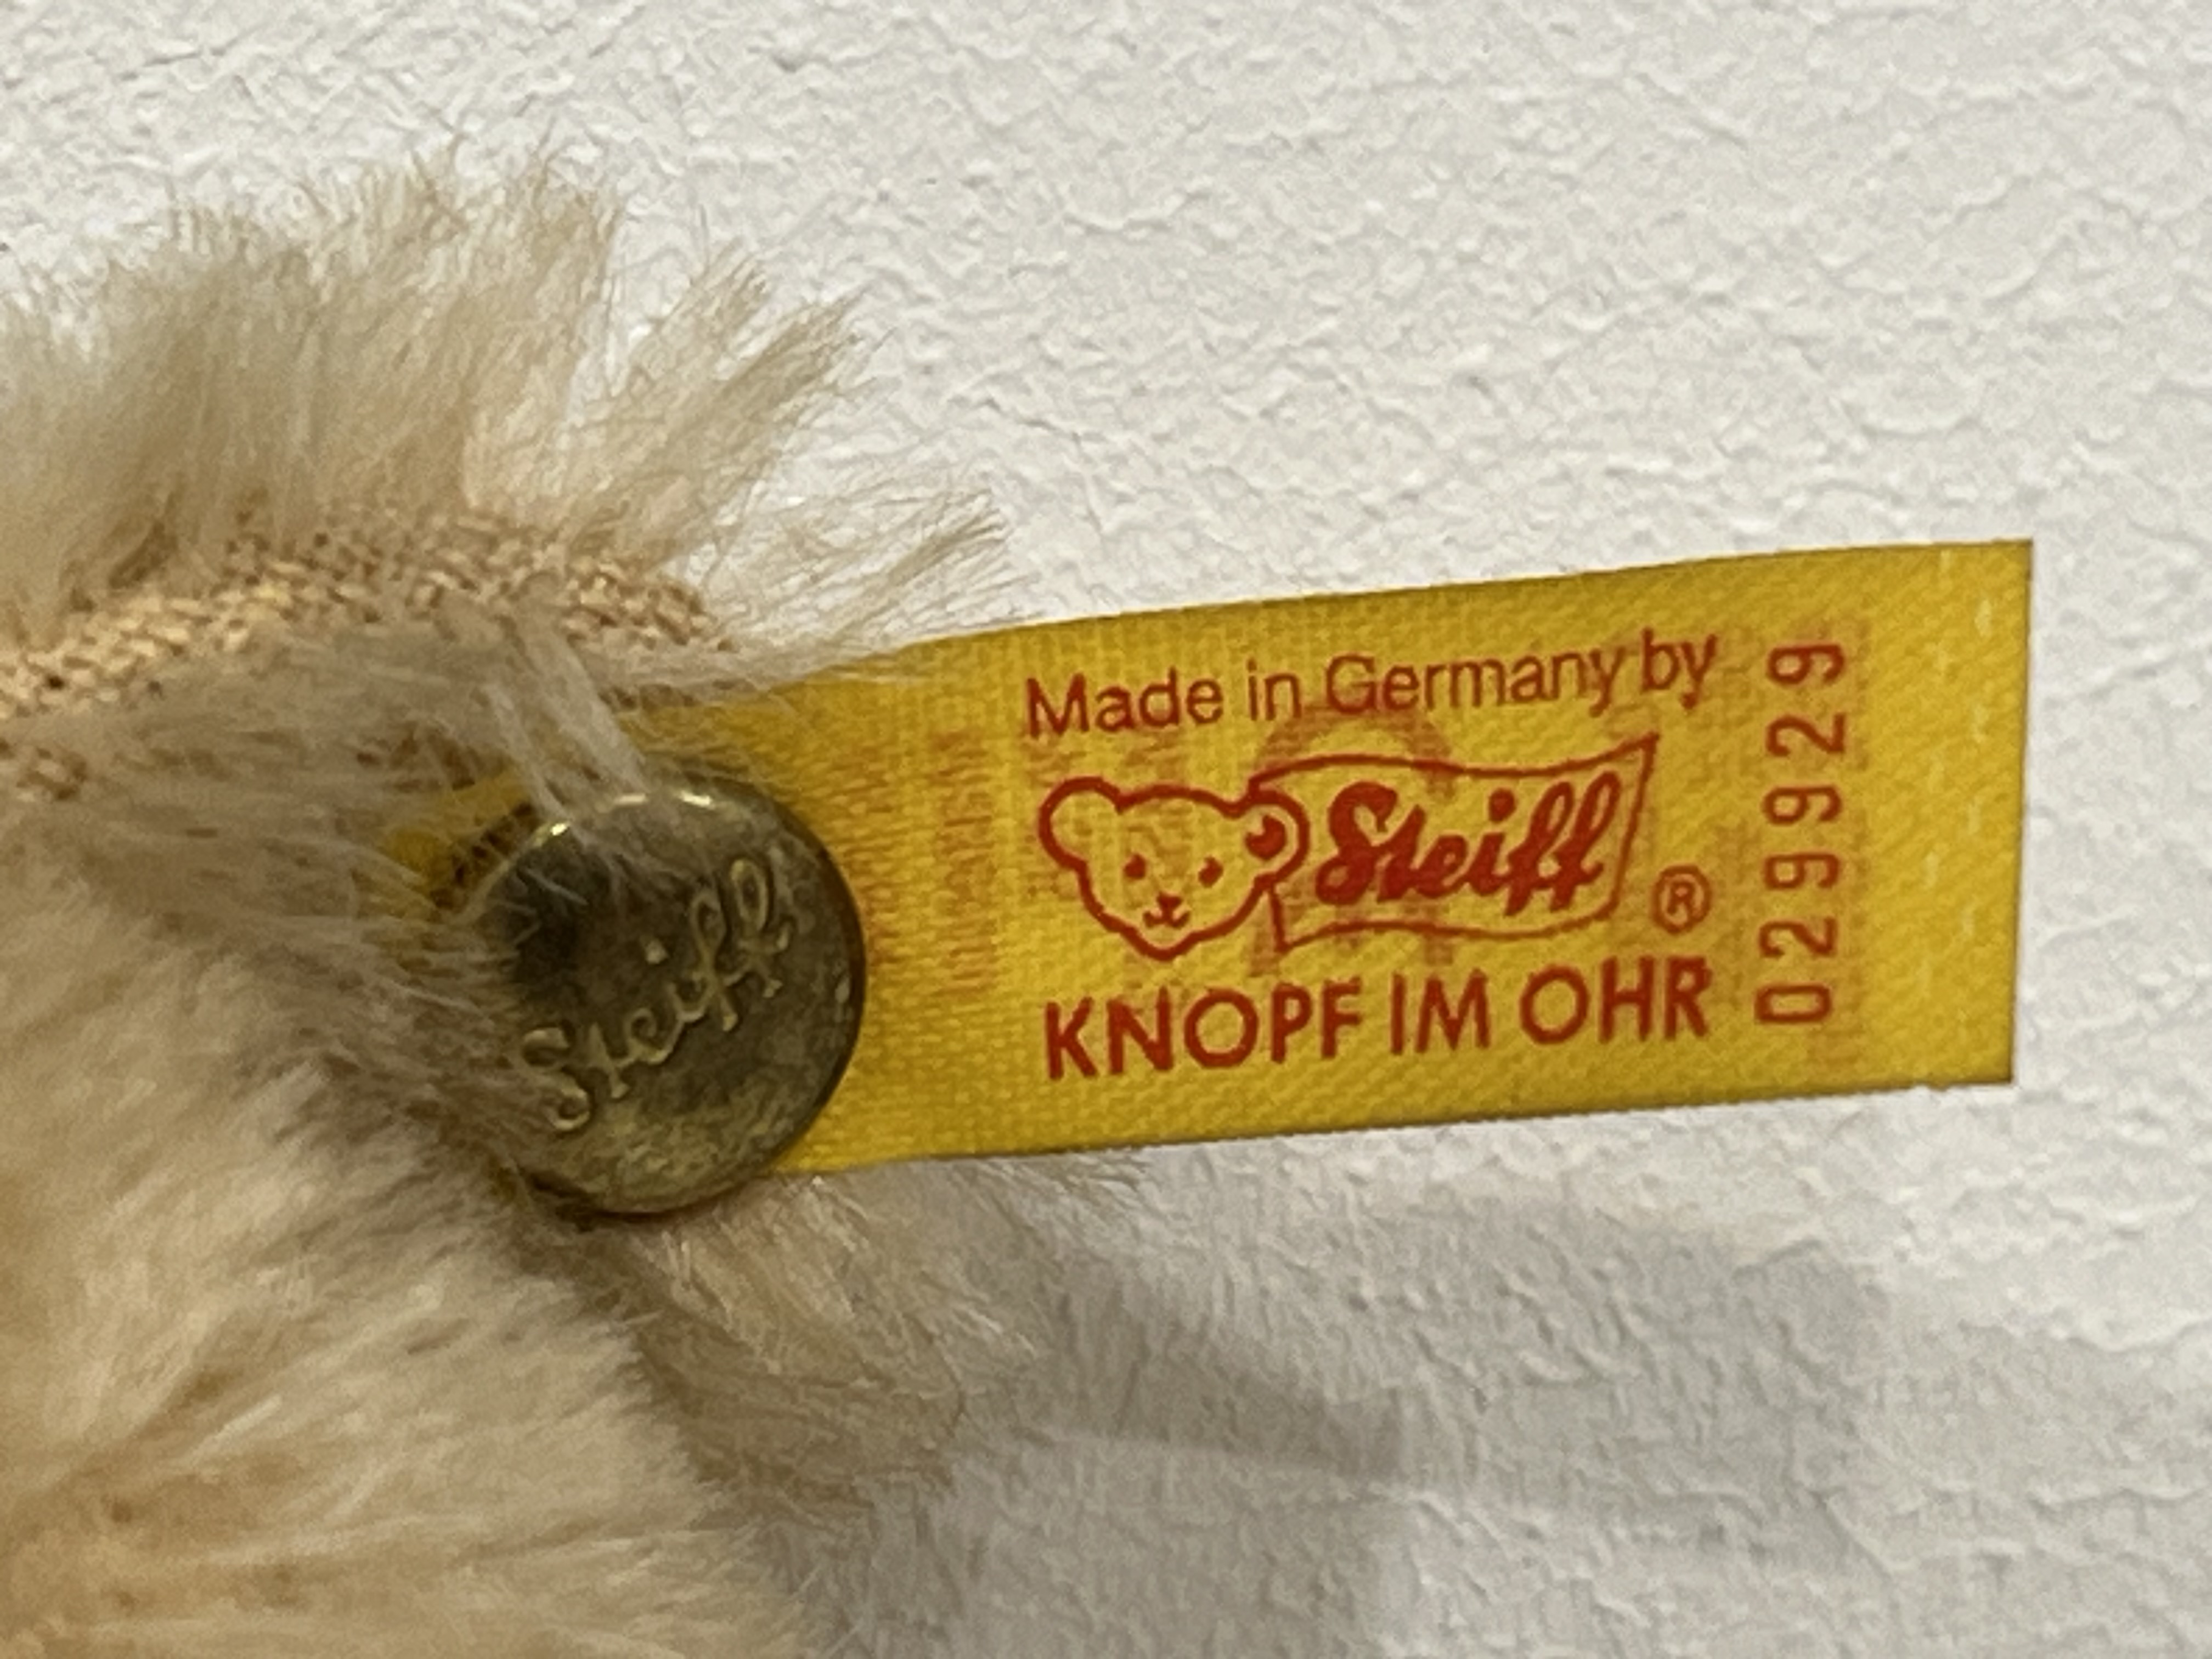 Steiff
Made in Germany by
Steiff ®
KNOPF IM OHR
029929